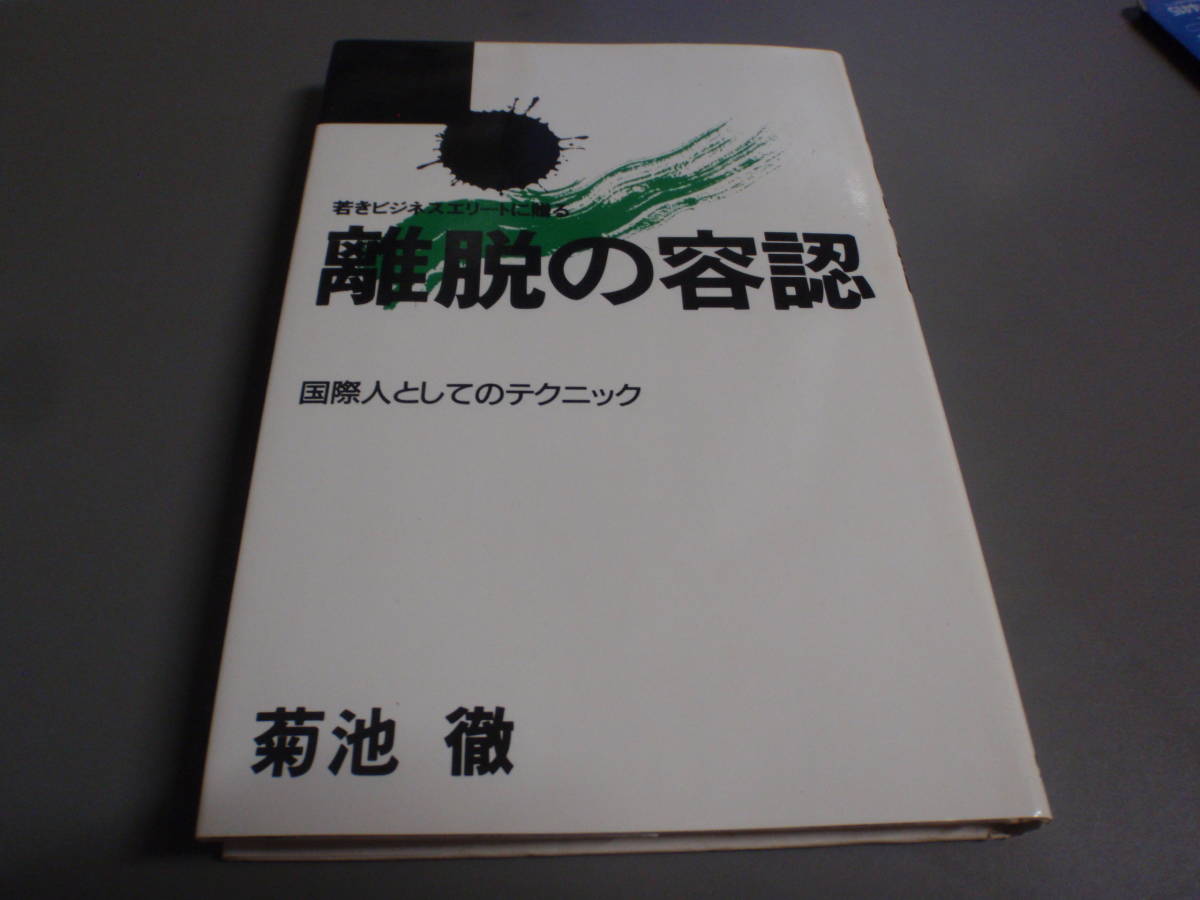 若きビジネスエリートに贈る
離脱の容認
国際人としてのテクニック
菊池 徹